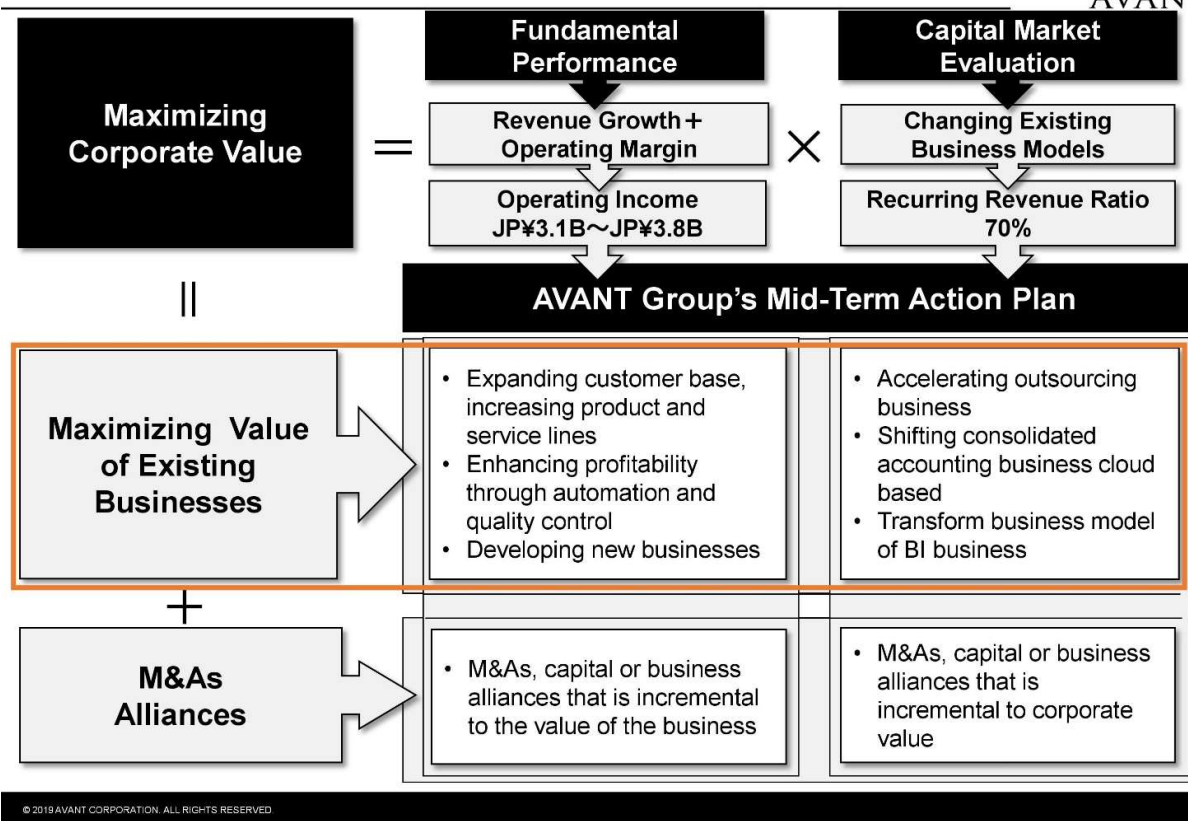 AVAN
Fundamental
Performance
Capital Market
Evaluation
Maximizing
Corporate Value
=
Revenue Growth+
Operating Margin
×
Changing Existing
Business Models
Operating Income
JP¥3.1B～JP¥3.8B
Recurring Revenue Ratio
70%
||
AVANT Group's Mid-Term Action Plan
Maximizing Value
of Existing
Businesses
• Expanding customer base,
increasing product and
service lines
• Enhancing profitability
through automation and
quality control
• Developing new businesses
• Accelerating outsourcing
business
• Shifting consolidated
accounting business cloud
based
• Transform business model
of BI business
+
M&As
Alliances
• M&As, capital or business
alliances that is incremental
to the value of the business
• M&As, capital or business
alliances that is
incremental to corporate
value
© 2019 AVANT CORPORATION. ALL RIGHTS RESERVED.